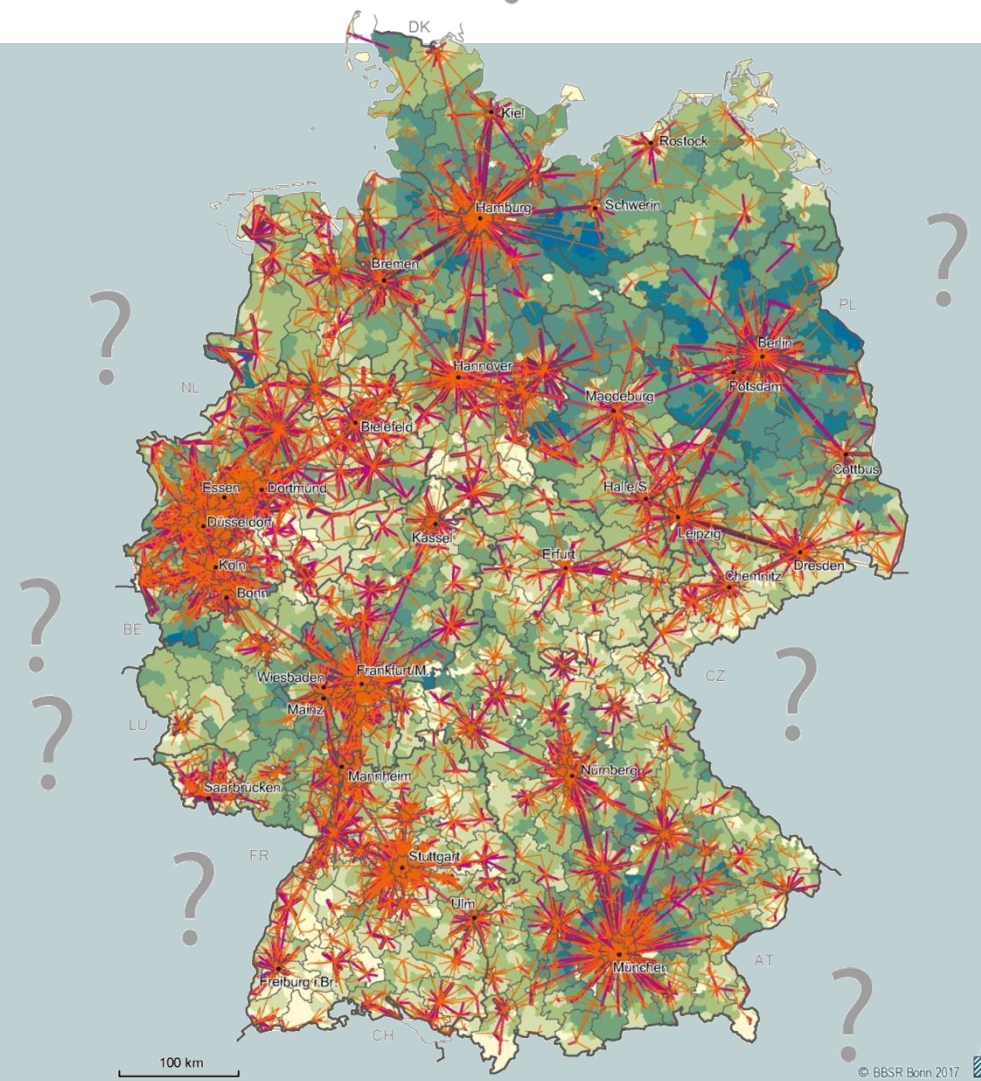 ?
DK
Kiel
Rostock
Hamburg
Schwerin
?
Bremen
?
PL
Berlin
Hannover
Potsdam
NL
Magdeburg
Bielefeld
Cottbus
Essen
Dortmund
Halle/S.
Düsseldorf
Leipzig
Kassel
Erfurt
Dresden
Köln
Chemnitz
?
Bonn
BE
?
Frankfurt/M.
CZ
Wiesbaden
Mainz
?
LU
Nürnberg
Mannheim
Saarbrücken
FR
Stuttgart
?
Ulm
AT
München
Freiburg i.Br.
?
CH
100 km
© BBSR Bonn 2017